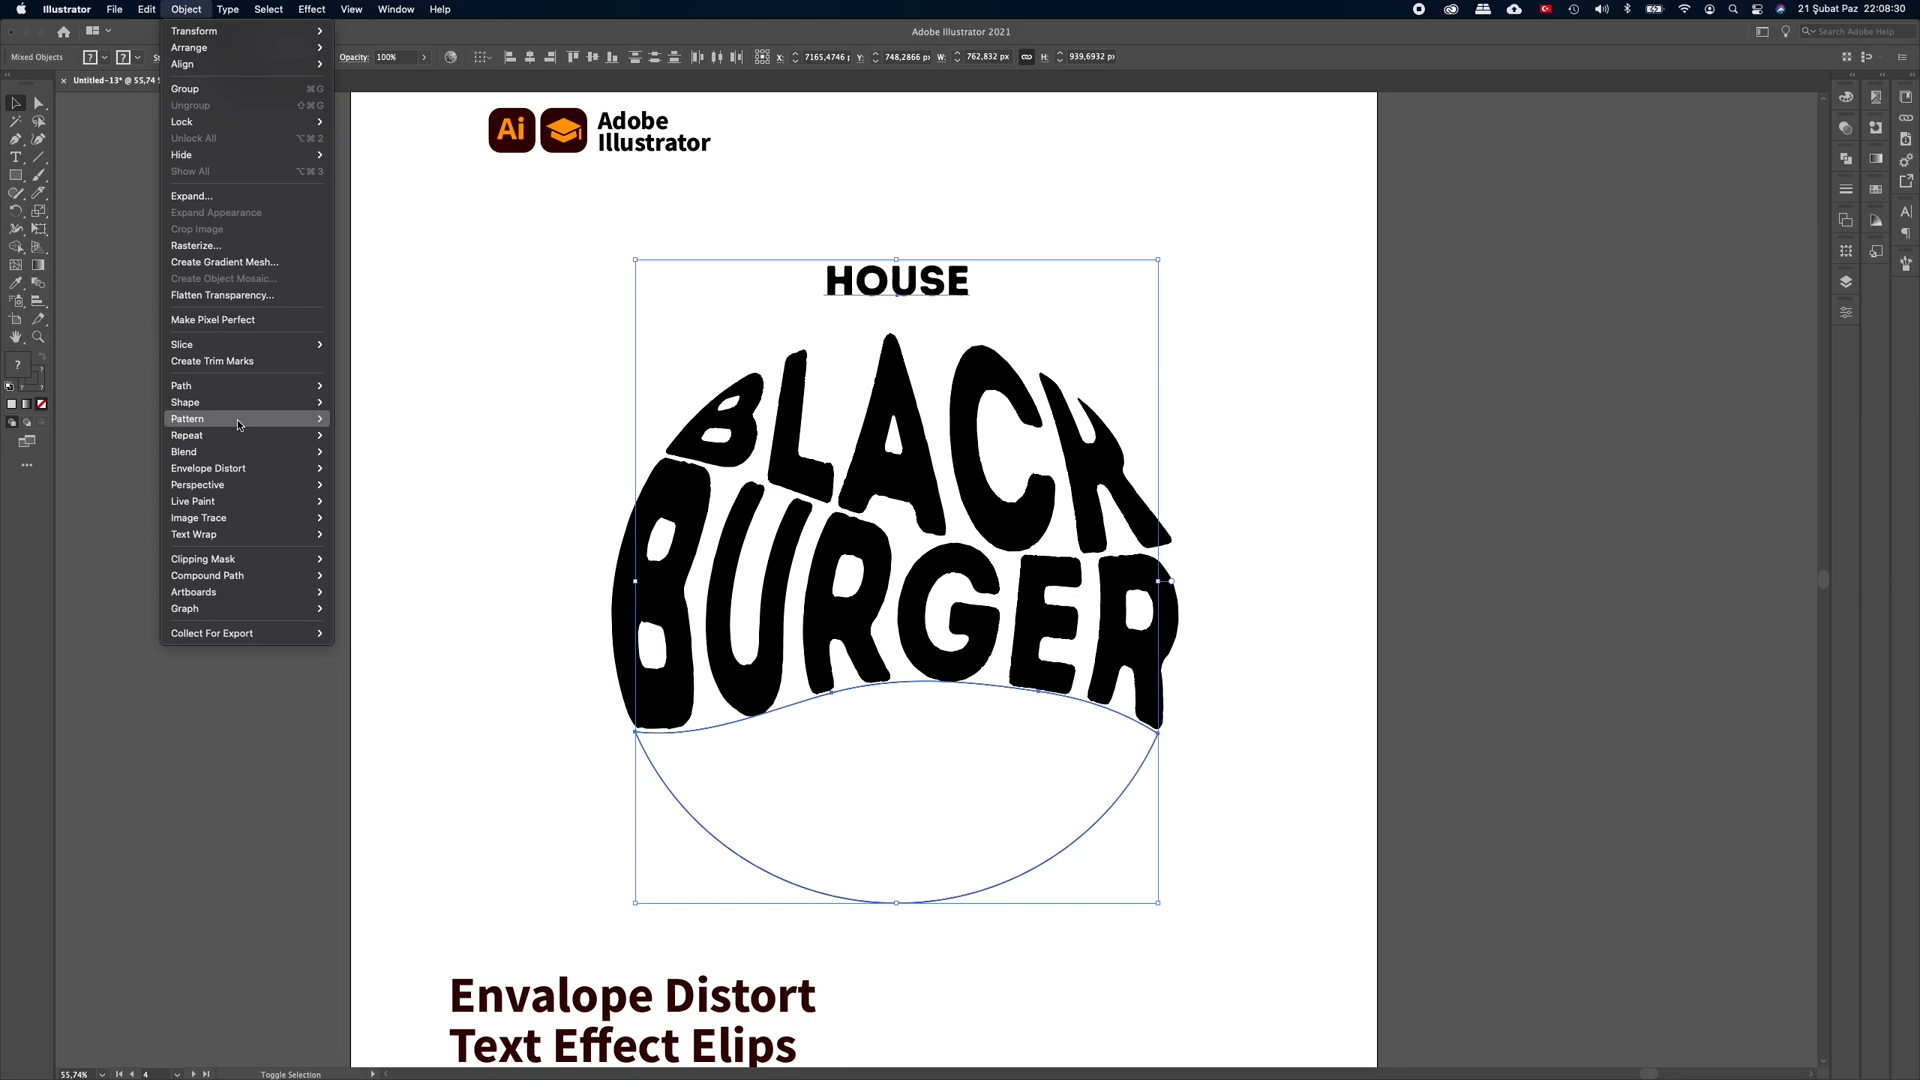 Illustrator File Edit Object Type Select Effect View Window Help
21 Şubat Paz 22:08:30
Adobe Illustrator 2021
Search Adobe Help
Mixed Objects
Opacity: 100%
X: 7165,4746
Y: 748,2866 px
W: 762,832 px
H: 939,6932 px
Untitled-13* @ 55,74
Transform
Arrange
Align
Group ⌘G
Ungroup ⇧⌘G
Lock
Unlock All ⌥⌘2
Hide
Show All ⌥⌘3
Expand...
Expand Appearance
Crop Image
Rasterize...
Create Gradient Mesh...
Create Object Mosaic...
Flatten Transparency...
Make Pixel Perfect
Slice
Create Trim Marks
Path
Shape
Pattern
Repeat
Blend
Envelope Distort
Perspective
Live Paint
Image Trace
Text Wrap
Clipping Mask
Compound Path
Artboards
Graph
Collect For Export
Ai
Adobe
Illustrator
HOUSE
BLACK
BURGER
Envalope Distort
Text Effect Elips
55,74% 4 Toggle Selection